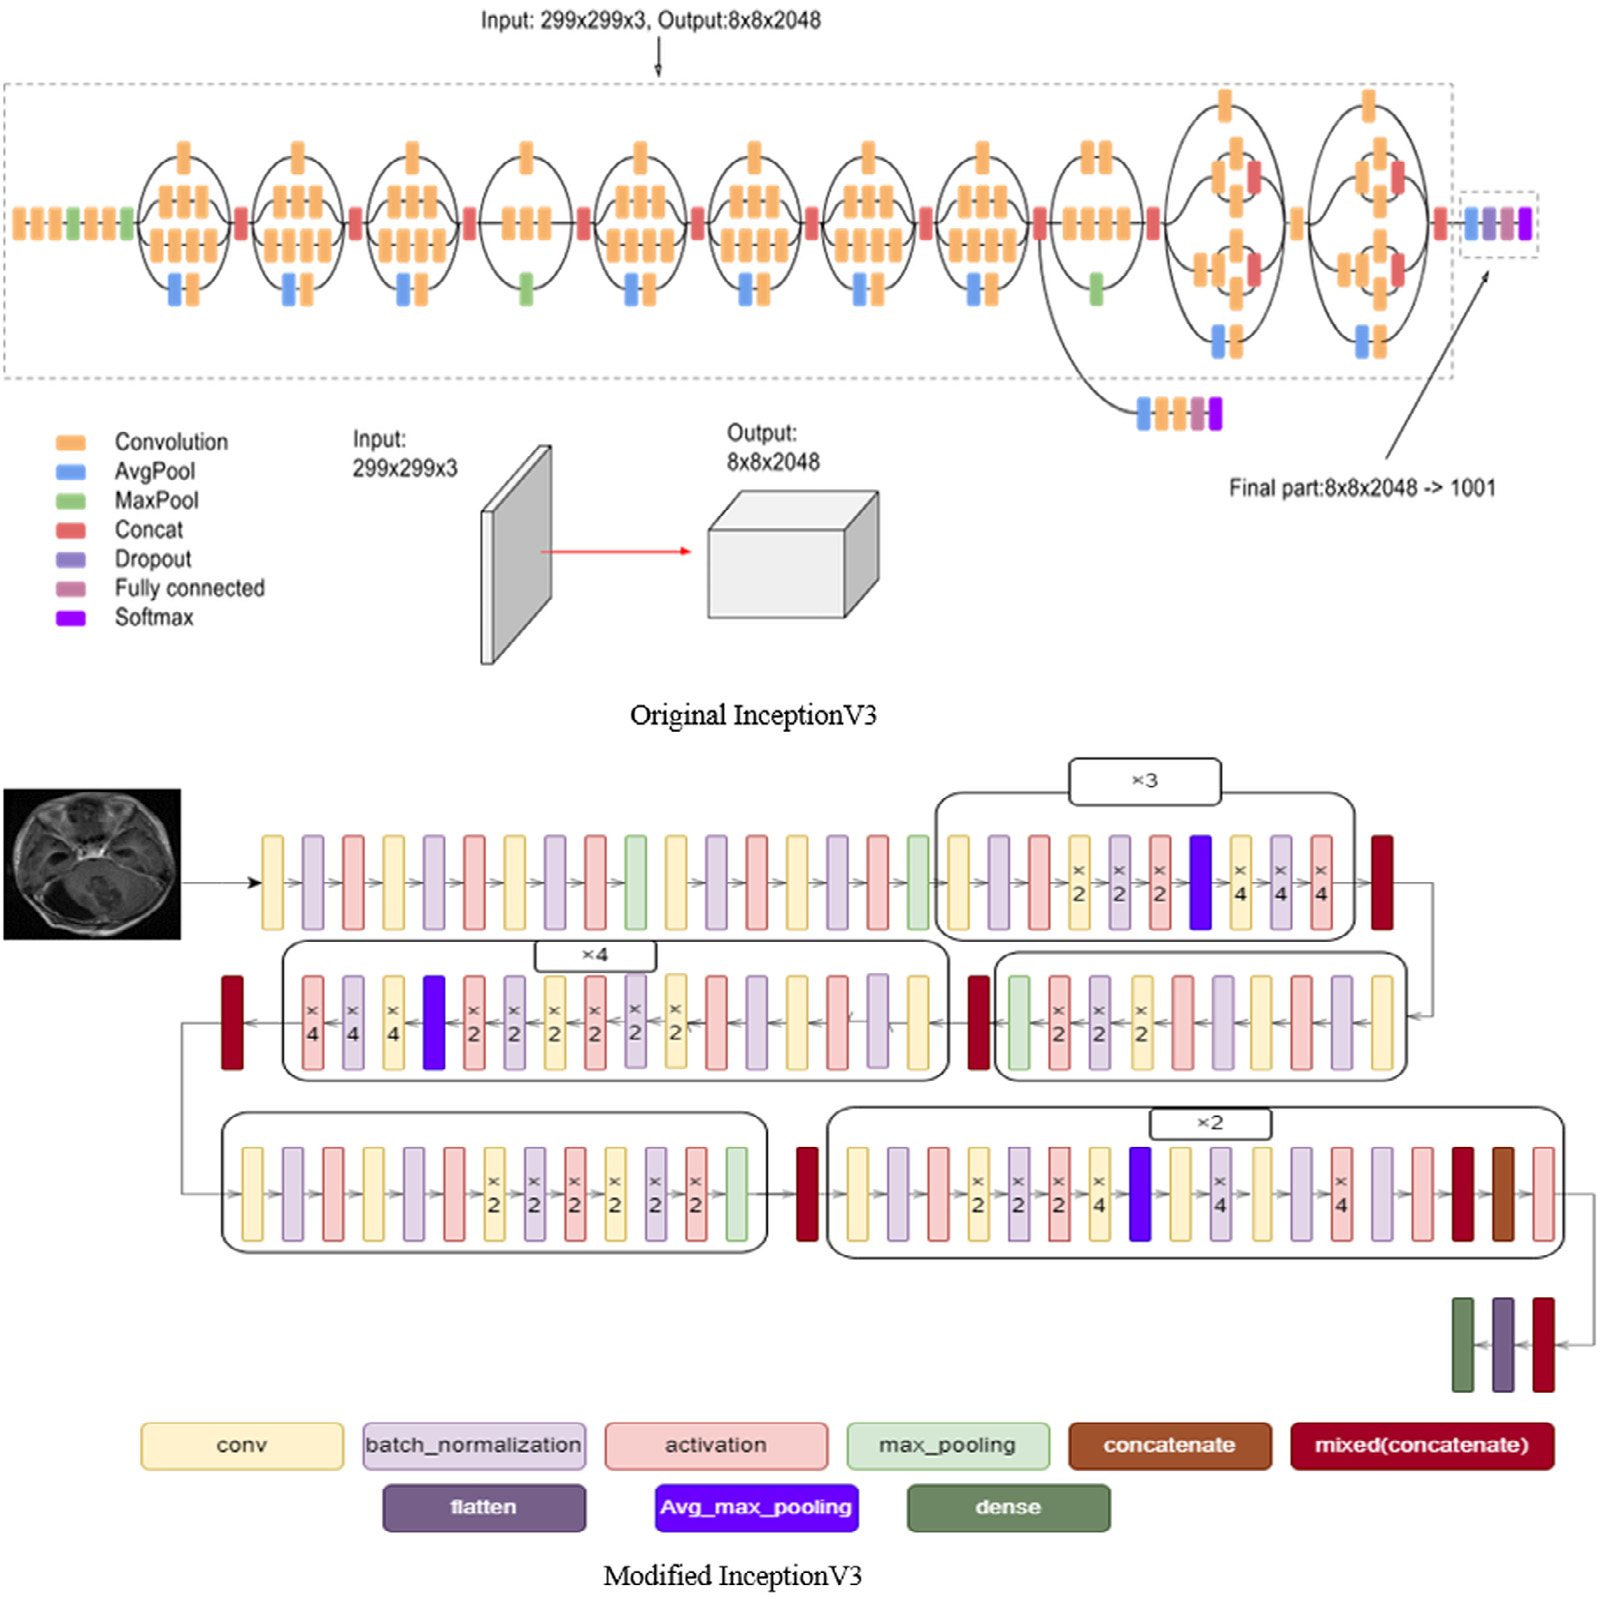 Input: 299x299x3, Output:8x8x2048
Convolution
AvgPool
MaxPool
Concat
Dropout
Fully connected
Softmax
Input:
299x299x3
Output:
8x8x2048
Final part:8x8x2048 -> 1001
Original InceptionV3
×3
×2 ×2 ×2 ×4 ×4 ×4
×4
×4 ×4 ×4 ×2 ×2 ×2 ×2 ×2 ×2 ×2 ×2 ×2
×2
×2 ×2 ×2 ×2 ×2 ×2 ×2 ×2 ×2 ×4 ×4 ×4
conv batch_normalization activation max_pooling concatenate mixed(concatenate)
flatten Avg_max_pooling dense
Modified InceptionV3